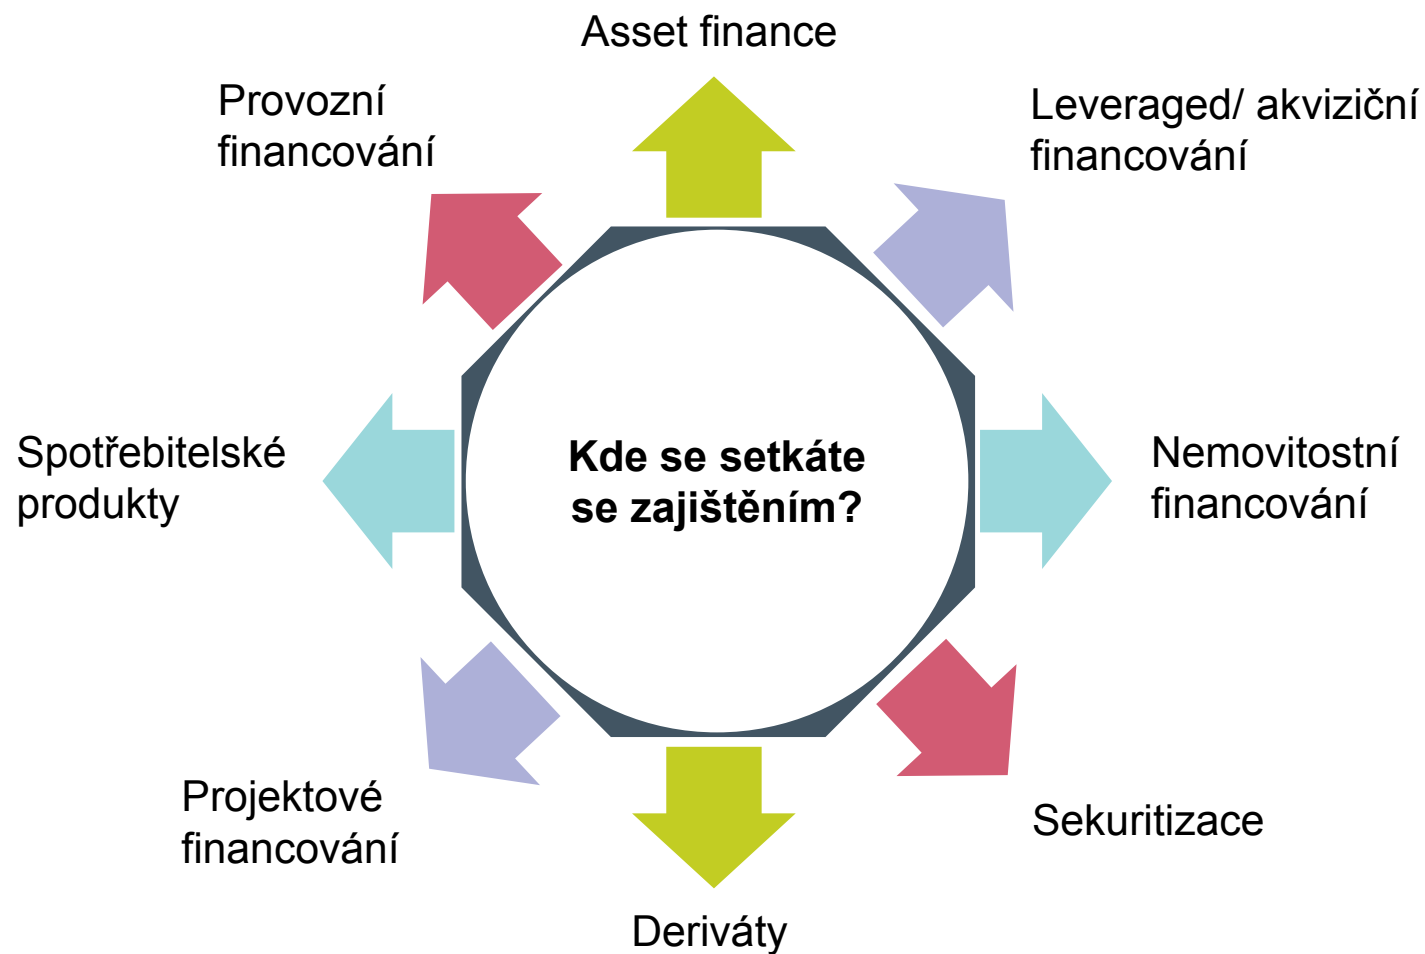 Asset finance
Provozní
financování
Leveraged/ akviziční
financování
Spotřebitelské
produkty
Kde se setkáte
se zajištěním?
Nemovitostní
financování
Projektové
financování
Sekuritizace
Deriváty